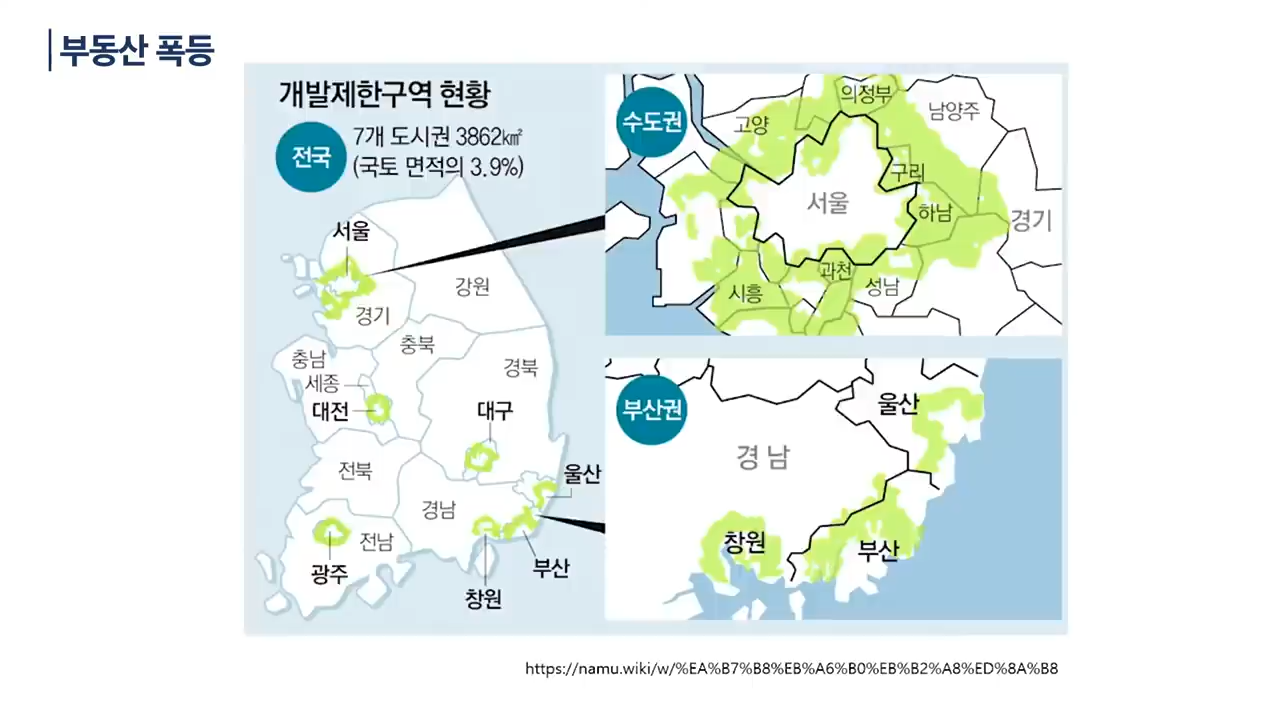 부동산 폭등
개발제한구역 현황
전국
7개 도시권 3862㎢
(국토 면적의 3.9%)
서울
강원
경기
충북
충남
세종
경북
대전
대구
전북
울산
경남
전남
광주
부산
창원
수도권
의정부
고양
남양주
구리
서울
하남
경기
과천
시흥
성남
부산권
울산
경남
창원
부산
https://namu.wiki/w/%EA%B7%B8%EB%A6%B0%EB%B2%A8%ED%8A%B8